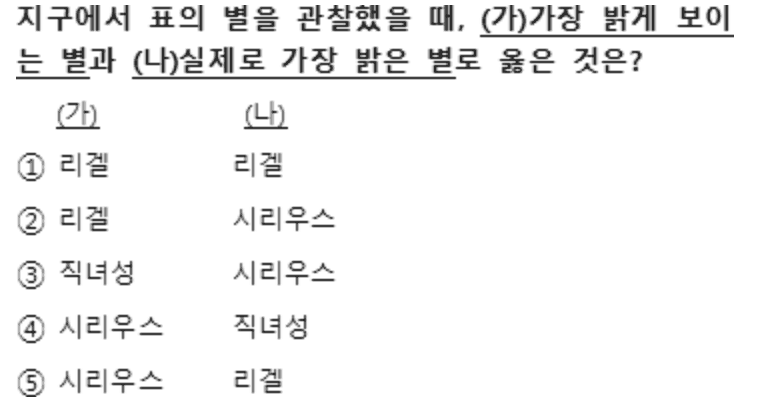 지구에서 표의 별을 관찰했을 때, (가)가장 밝게 보이
는 별과 (나)실제로 가장 밝은 별로 옳은 것은?
(가) (나)
① 리겔 리겔
② 리겔 시리우스
③ 직녀성 시리우스
④ 시리우스 직녀성
⑤ 시리우스 리겔